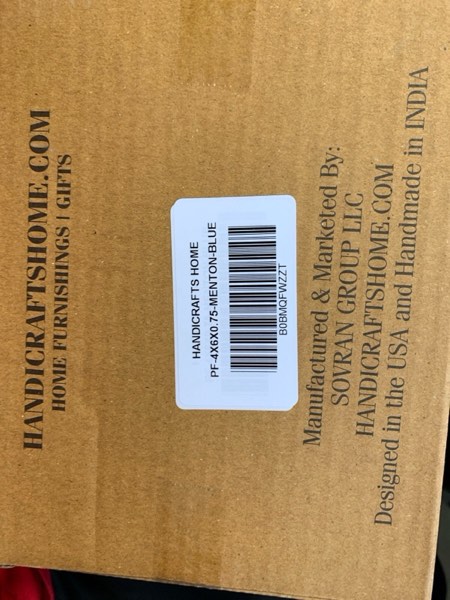 HANDICRAFTSHOME.COM
HOME FURNISHINGS | GIFTS
HANDICRAFTS HOME
PF-4X6X0.75-MENTON-BLUE
B0BMQFWZZT
Manufactured & Marketed By:
SOVRAN GROUP LLC
HANDICRAFTSHOME.COM
Designed in the USA and Handmade in INDIA